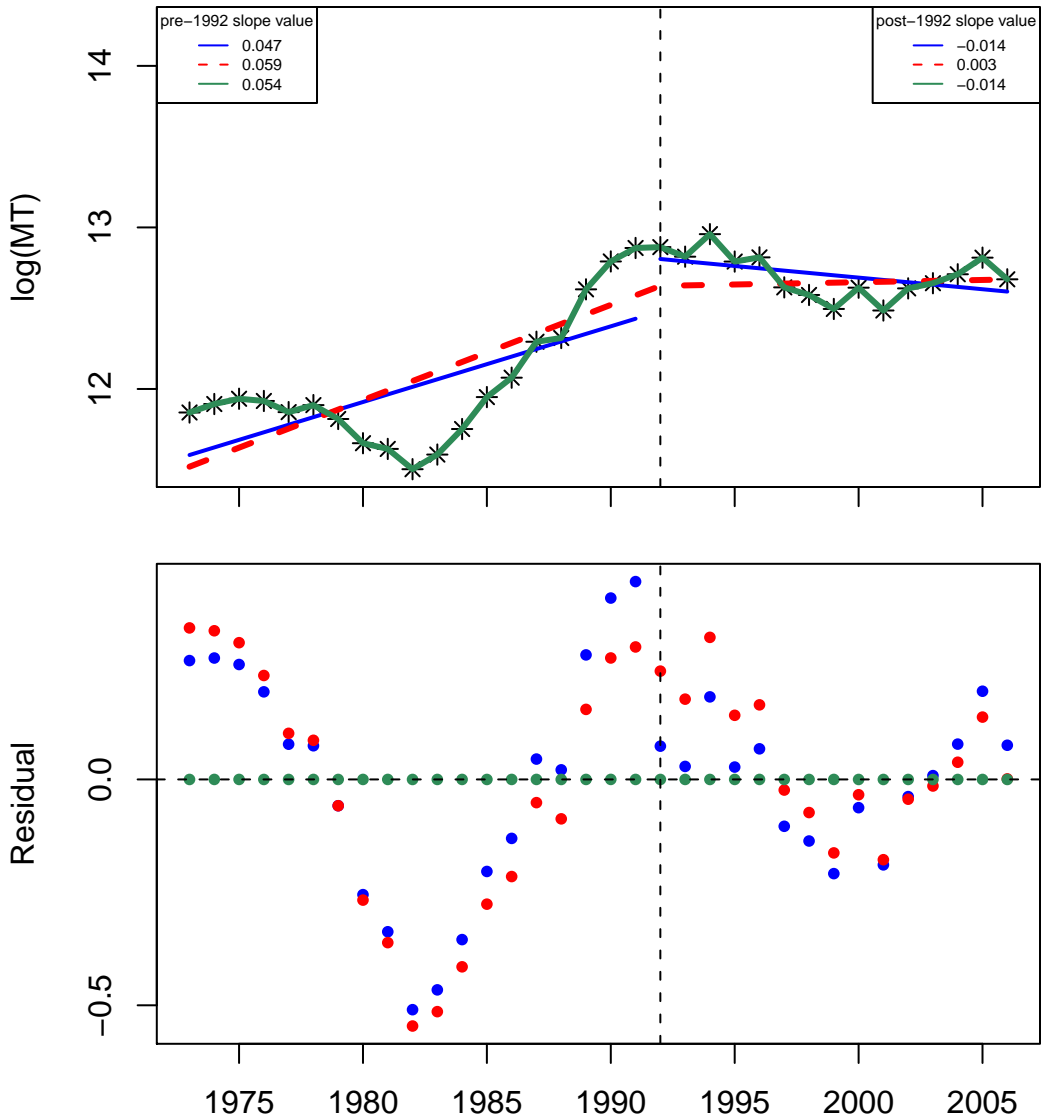 pre−1992 slope value
0.047
0.059
0.054
post−1992 slope value
−0.014
0.003
−0.014
log(MT)
14
13
12
Residual
0.0
−0.5
1975 1980 1985 1990 1995 2000 2005